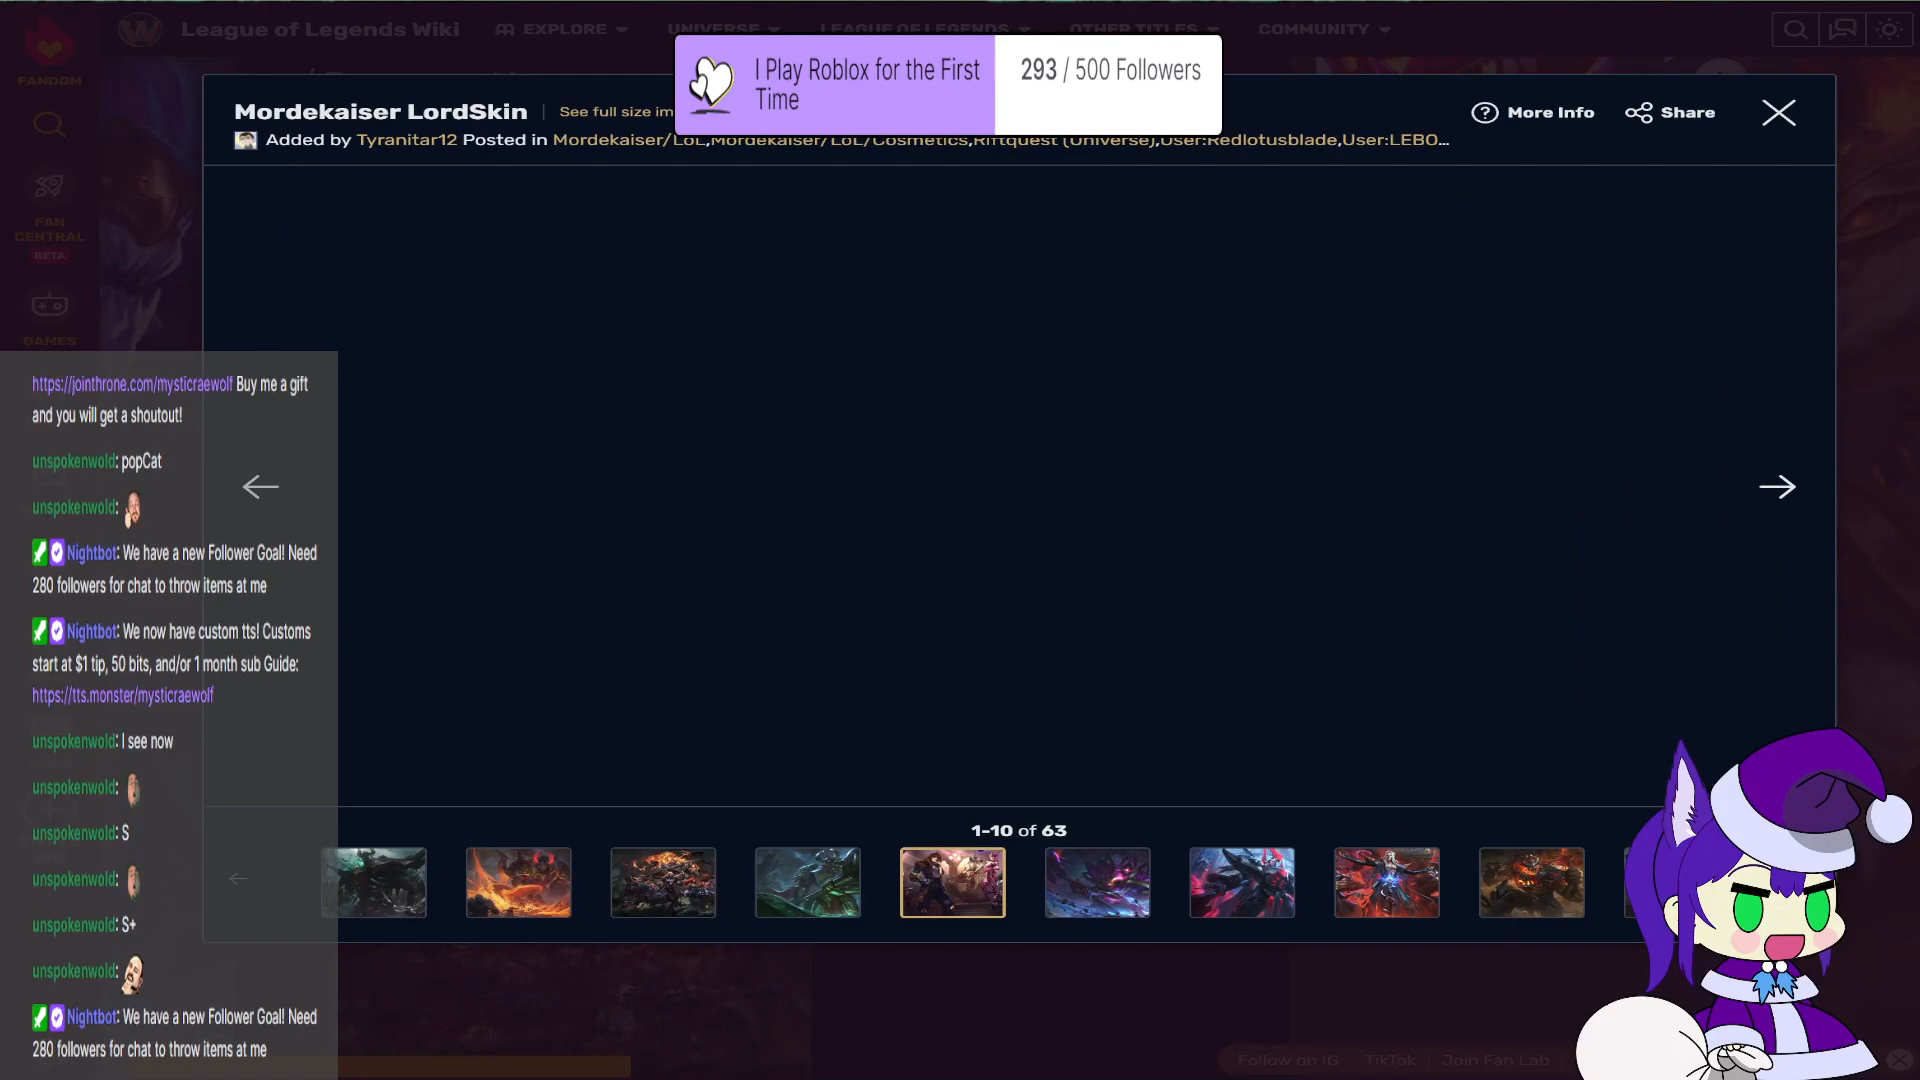 League of Legends Wiki
EXPLORE
UNIVERSE
LEAGUE OF LEGENDS
OTHER TITLES
COMMUNITY
FANDOM
FAN
CENTRAL
BETA
GAMES
I Play Roblox for the First
Time
293 / 500 Followers
Mordekaiser LordSkin
See full size im
More Info
Share
Added by Tyranitar12 Posted in Mordekaiser/LoL,Mordekaiser/LoL/Cosmetics,Riftquest (Universe),User:Redlotusblade,User:LEBO...
https://jointhrone.com/mysticraewolf Buy me a gift
and you will get a shoutout!
unspokenwold: popCat
unspokenwold:
Nightbot: We have a new Follower Goal! Need
280 followers for chat to throw items at me
Nightbot: We now have custom tts! Customs
start at $1 tip, 50 bits, and/or 1 month sub Guide:
https://tts.monster/mysticraewolf
unspokenwold: I see now
unspokenwold:
unspokenwold: S
unspokenwold:
unspokenwold: S+
unspokenwold:
Nightbot: We have a new Follower Goal! Need
280 followers for chat to throw items at me
1-10 of 63
Follow on IG
TikTok
Join Fan Lab